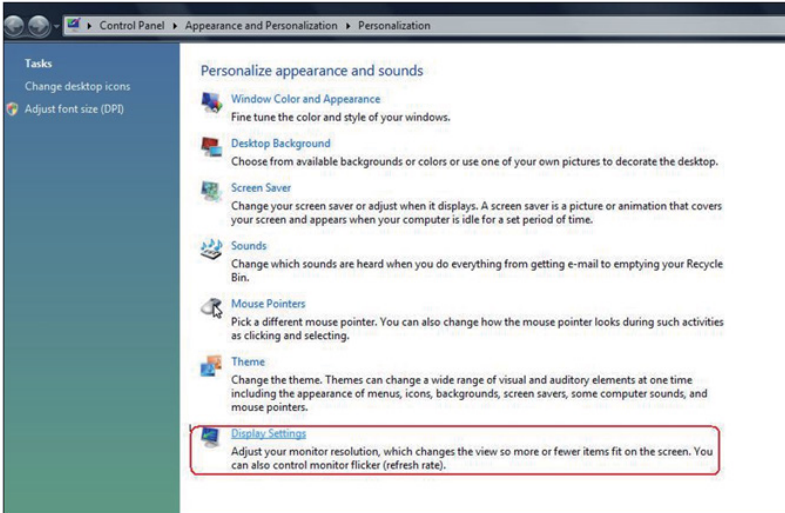 Control Panel ▸ Appearance and Personalization ▸ Personalization
Tasks
Change desktop icons
Adjust font size (DPI)
Personalize appearance and sounds
Window Color and Appearance
Fine tune the color and style of your windows.
Desktop Background
Choose from available backgrounds or colors or use one of your own pictures to decorate the desktop.
Screen Saver
Change your screen saver or adjust when it displays. A screen saver is a picture or animation that covers
your screen and appears when your computer is idle for a set period of time.
Sounds
Change which sounds are heard when you do everything from getting e-mail to emptying your Recycle
Bin.
Mouse Pointers
Pick a different mouse pointer. You can also change how the mouse pointer looks during such activities
as clicking and selecting.
Theme
Change the theme. Themes can change a wide range of visual and auditory elements at one time
including the appearance of menus, icons, backgrounds, screen savers, some computer sounds, and
mouse pointers.
Display Settings
Adjust your monitor resolution, which changes the view so more or fewer items fit on the screen. You
can also control monitor flicker (refresh rate).